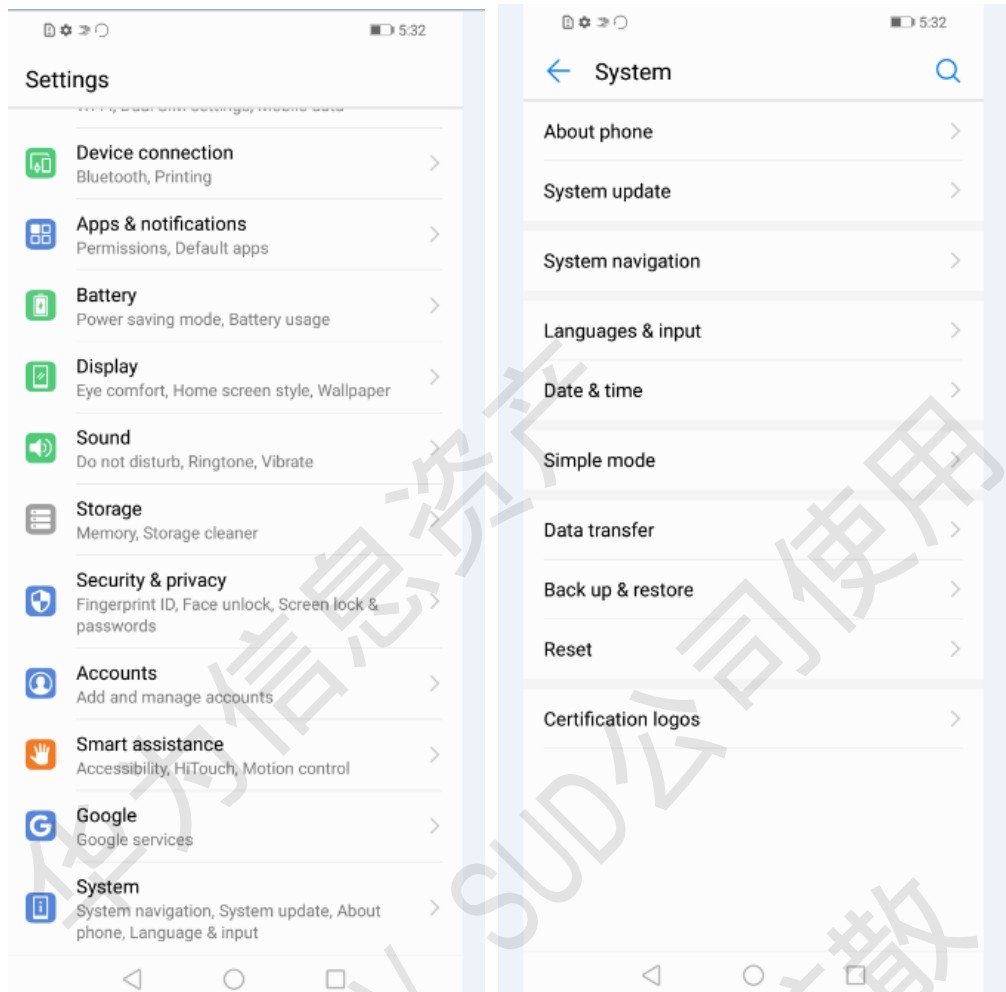 5:32
Settings
Device connection
Bluetooth, Printing
Apps & notifications
Permissions, Default apps
Battery
Power saving mode, Battery usage
Display
Eye comfort, Home screen style, Wallpaper
Sound
Do not disturb, Ringtone, Vibrate
Storage
Memory, Storage cleaner
Security & privacy
Fingerprint ID, Face unlock, Screen lock &
passwords
Accounts
Add and manage accounts
Smart assistance
Accessibility, HiTouch, Motion control
Google
Google services
System
System navigation, System update, About
phone, Language & input
5:32
System
About phone
System update
System navigation
Languages & input
Date & time
Simple mode
Data transfer
Back up & restore
Reset
Certification logos
华为信息资产
SUD公司使用
散